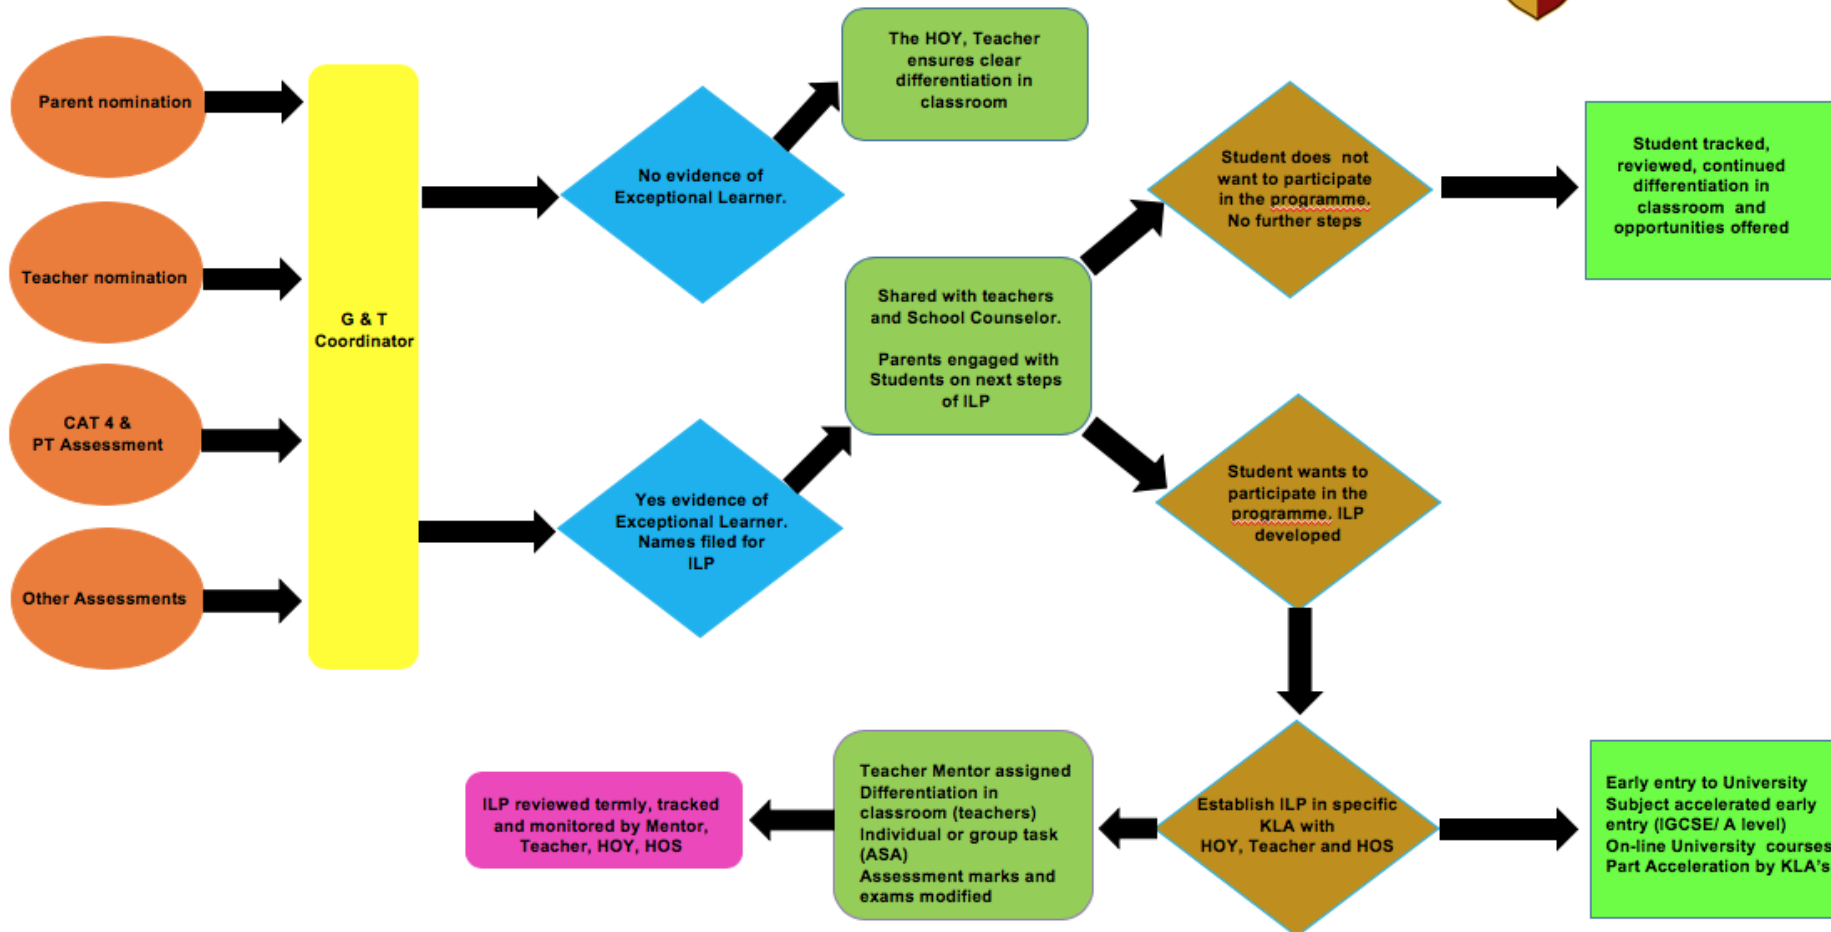 Parent nomination
Teacher nomination
CAT 4 &
PT Assessment
Other Assessments
G & T
Coordinator
No evidence of
Exceptional Learner.
The HOY, Teacher
ensures clear
differentiation in
classroom
Yes evidence of
Exceptional Learner.
Names filed for
ILP
Shared with teachers
and School Counselor.
Parents engaged with
Students on next steps
of ILP
Student does not
want to participate
in the programme.
No further steps
Student tracked,
reviewed, continued
differentiation in
classroom and
opportunities offered
Student wants to
participate in the
programme. ILP
developed
Establish ILP in specific
KLA with
HOY, Teacher and HOS
Early entry to University
Subject accelerated early
entry (IGCSE/ A level)
On-line University courses
Part Acceleration by KLA's
Teacher Mentor assigned
Differentiation in
classroom (teachers)
Individual or group task
(ASA)
Assessment marks and
exams modified
ILP reviewed termly, tracked
and monitored by Mentor,
Teacher, HOY, HOS